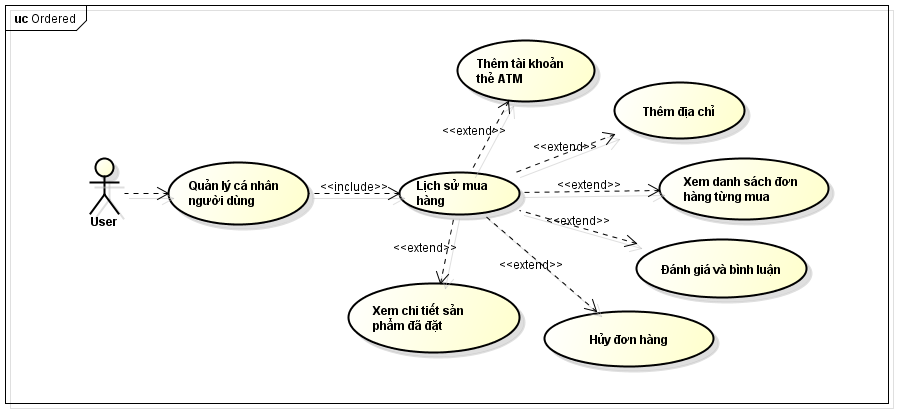 uc Ordered
Thêm tài khoản
thẻ ATM
Thêm địa chỉ
<<extend>>
<<extend>>
User
Quản lý cá nhân
người dùng
<<include>>
Lịch sử mua
hàng
<<extend>>
Xem danh sách đơn
hàng từng mua
<<extend>>
Đánh giá và bình luận
<<extend>>
<<extend>>
Xem chi tiết sản
phẩm đã đặt
Hủy đơn hàng